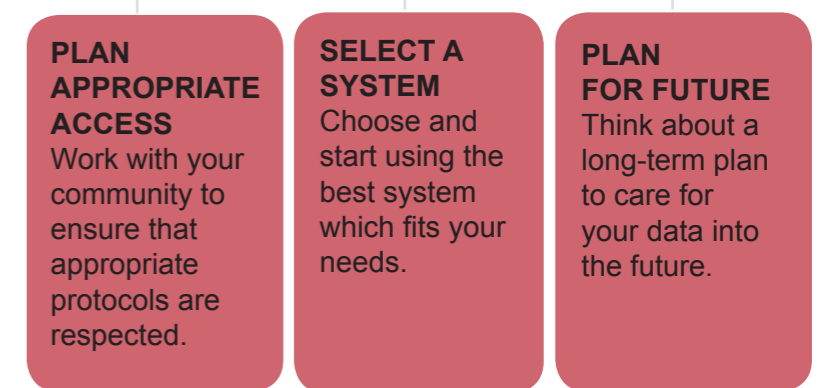 PLAN
APPROPRIATE
ACCESS
Work with your
community to
ensure that
appropriate
protocols are
respected.
SELECT A
SYSTEM
Choose and
start using the
best system
which fits your
needs.
PLAN
FOR FUTURE
Think about a
long-term plan
to care for
your data into
the future.